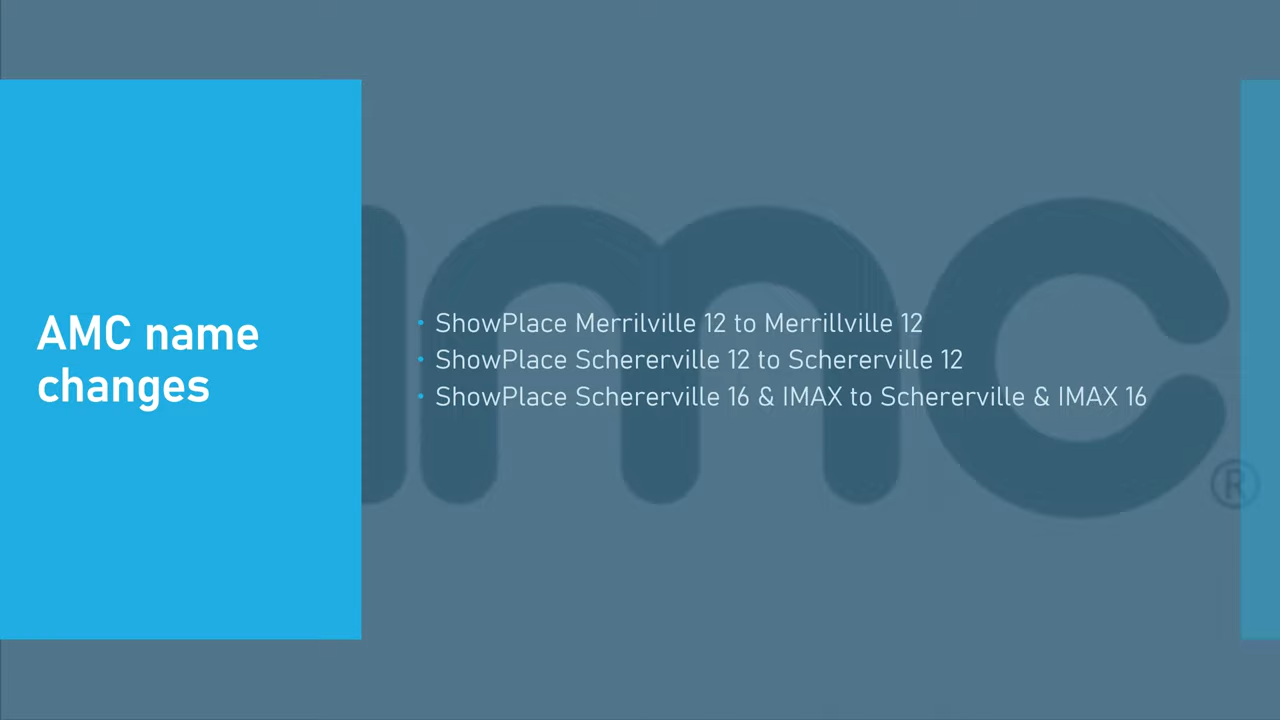 AMC name
changes
• ShowPlace Merrilville 12 to Merrillville 12
• ShowPlace Schererville 12 to Schererville 12
• ShowPlace Schererville 16 & IMAX to Schererville & IMAX 16
amc
®